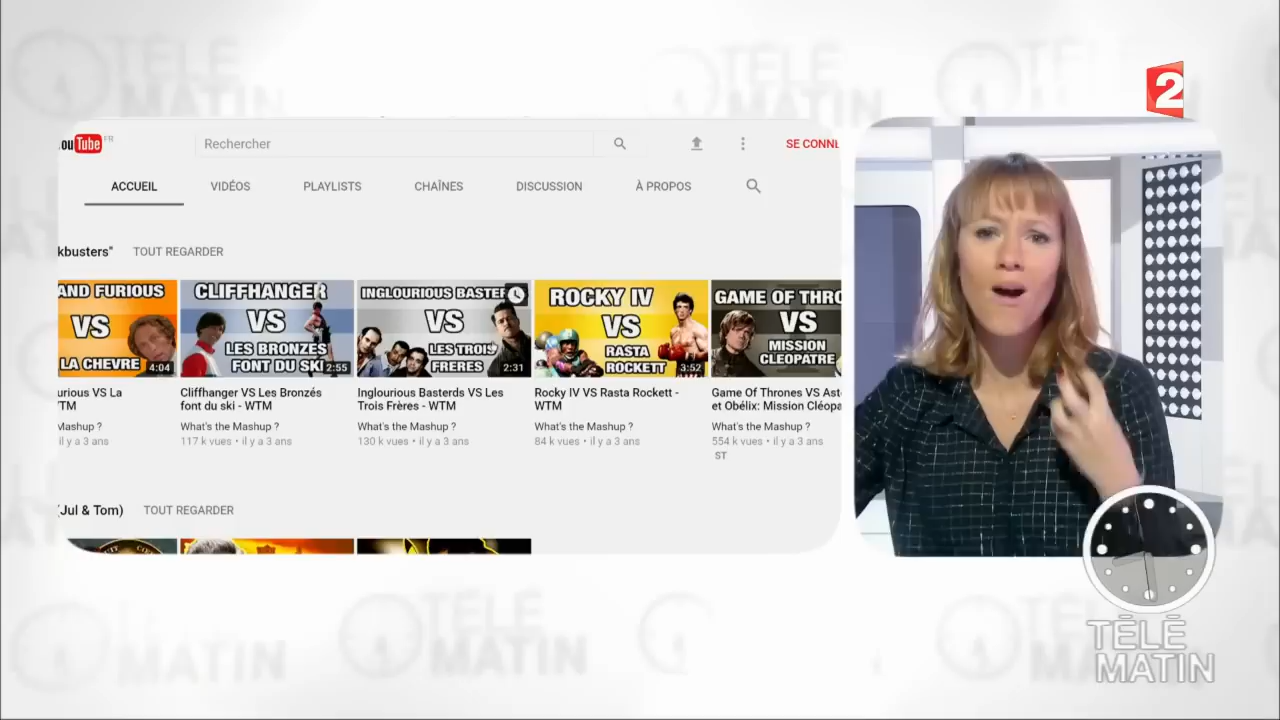 2
ouTube FR
Rechercher
SE CONNE
ACCUEIL
VIDÉOS
PLAYLISTS
CHAÎNES
DISCUSSION
À PROPOS
kbusters"
TOUT REGARDER
AND FURIOUS
VS
LA CHEVRE
4:04
CLIFFHANGER
VS
LES BRONZES
FONT DU SKI
2:55
INGLOURIOUS BASTE
VS
LES TROIS
FRERES
2:31
ROCKY IV
VS
RASTA
ROCKETT
3:52
GAME OF THRO
VS
MISSION
CLEOPATRE
urious VS La
TM
Mashup ?
il y a 3 ans
Cliffhanger VS Les Bronzés
font du ski - WTM
What's the Mashup ?
117 k vues • il y a 3 ans
Inglourious Basterds VS Les
Trois Frères - WTM
What's the Mashup ?
130 k vues • il y a 3 ans
Rocky IV VS Rasta Rockett -
WTM
What's the Mashup ?
84 k vues • il y a 3 ans
Game Of Thrones VS Ast
et Obélix: Mission Cléopa
What's the Mashup ?
554 k vues • il y a 3 ans
ST
(Jul & Tom)
TOUT REGARDER
TÉLÉ
MATIN